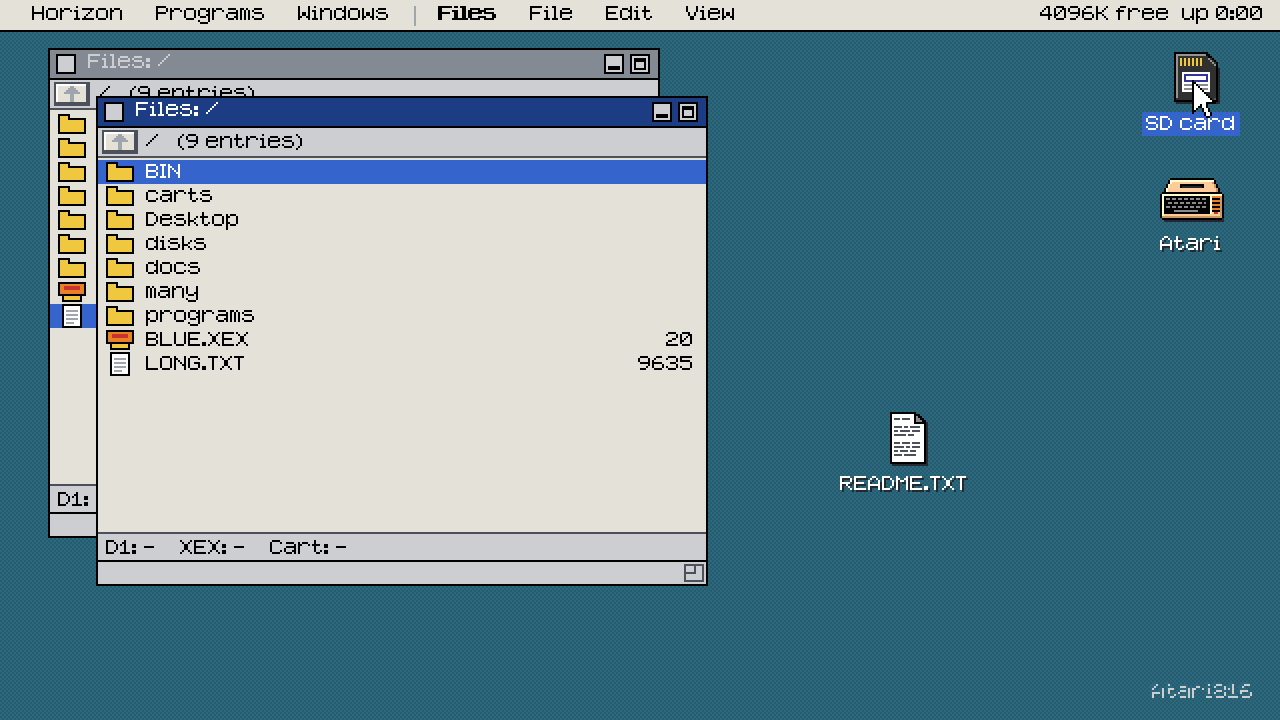 Horizon Programs Windows | Files File Edit View 4096K free up 0:00
Files: /
/ (9 entries)
D1:
Files: /
/ (9 entries)
BIN
carts
Desktop
disks
docs
many
programs
BLUE.XEX 20
LONG.TXT 9635
D1: - XEX: - Cart: -
SD card
Atari
README.TXT
Atari816